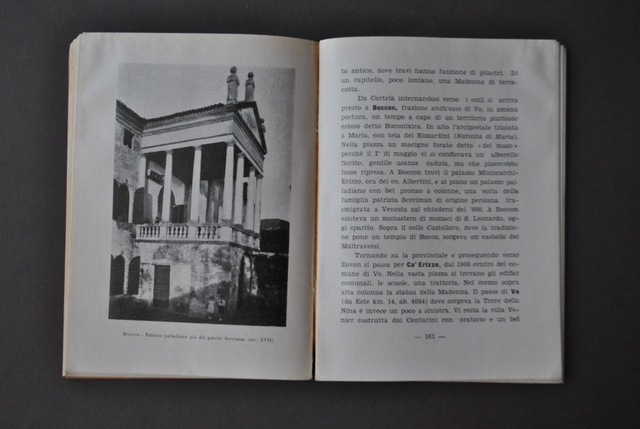 Boccon - Palazzo palladiano già dei patrizi Sceriman (sec. XVII)
to antico, dove travi hanno funzione di pilastri. In
un capitello, poco lontano, una Madonna di terra-
cotta.
Da Cortelà internandoci verso i colli si arriva
presto a Boccon, frazione anch'esso di Vo, in amena
postura, un tempo a capo di un territorio piuttosto
esteso detto Boconixica. In alto l'arcipretale titolata
a Maria, con tela del Rimardini (Natività di Maria).
Nella piazza un macigno forato detto « del maso »
perchè il 1° di maggio vi si conficcava un alberello
fiorito; gentile usanza caduta, ma che piacerebbe
fosse ripresa. A Boccon trovi il palazzo Miniscalchi-
Erizzo, ora dei co. Albertini, e al piano un palazzo pal-
ladiano con bel pronao a colonne, una volta della
famiglia patrizia Sceriman di origine persiana tra-
smigrata a Venezia sul chiudersi del '600. A Boccon
esisteva un monastero di monaci di S. Leonardo, og-
gi sparito. Sopra il colle Castellaro, dove la tradizio-
ne pone un tempio di Bocco, sorgeva un castello dei
Maltraversi.
Tornando su la provinciale e proseguendo verso
Zovon si passa per Ca' Erizzo, dal 1908 centro del co-
mune di Vo. Nella vasta piazza si trovano gli edifici
comunali, le scuole, una trattoria. Nel mezzo sopra
alta colonna la statua della Madonna. Il paese di Vo
(da Este km. 14, ab. 4664) dove sorgeva la Torre della
Nina è invece un poco a sinistra. Vi resta la villa Ve-
nier costrutta dai Contarini con oratorio e un bel
— 161 —